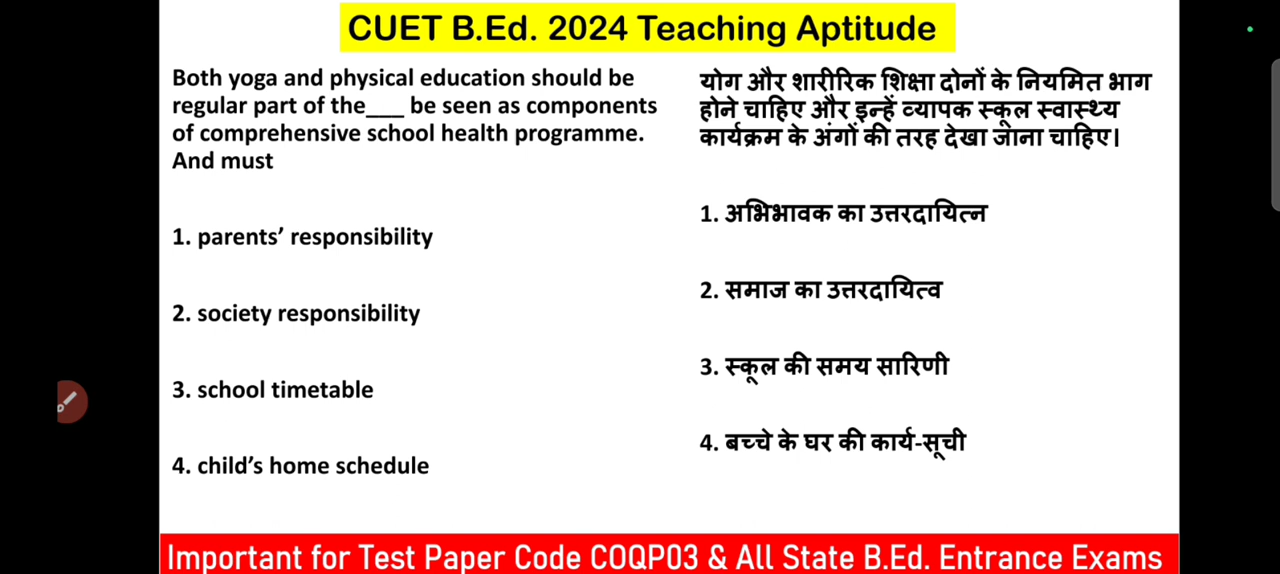 CUET B.Ed. 2024 Teaching Aptitude
Both yoga and physical education should be
regular part of the___ be seen as components
of comprehensive school health programme.
And must
1. parents' responsibility
2. society responsibility
3. school timetable
4. child's home schedule
योग और शारीरिक शिक्षा दोनों के नियमित भाग
होने चाहिए और इन्हें व्यापक स्कूल स्वास्थ्य
कार्यक्रम के अंगों की तरह देखा जाना चाहिए।
1. अभिभावक का उत्तरदायित्न
2. समाज का उत्तरदायित्व
3. स्कूल की समय सारिणी
4. बच्चे के घर की कार्य-सूची
Important for Test Paper Code COQP03 & All State B.Ed. Entrance Exams